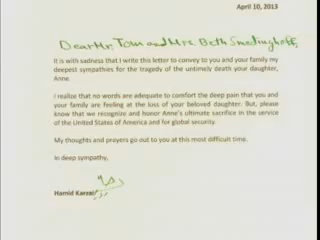 April 10, 2013
Dear Mr. Tom and Mrs. Beth Smedinghoff,
It is with sadness that I write this letter to convey to you and your family my
deepest sympathies for the tragedy of the untimely death your daughter,
Anne.
I realize that no words are adequate to comfort the deep pain that you and
your family are feeling at the loss of your beloved daughter. But, please
know that we recognize and honor Anne's ultimate sacrifice in the service
of the United States of America and for global security.
My thoughts and prayers go out to you at this most difficult time.
In deep sympathy,
Hamid Karzai